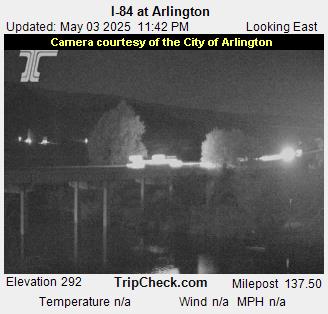 I-84 at Arlington
Updated: May 03 2025 11:42 PM Looking East
Camera courtesy of the City of Arlington
Elevation 292 TripCheck.com Milepost 137.50
Temperature n/a Wind n/a MPH n/a